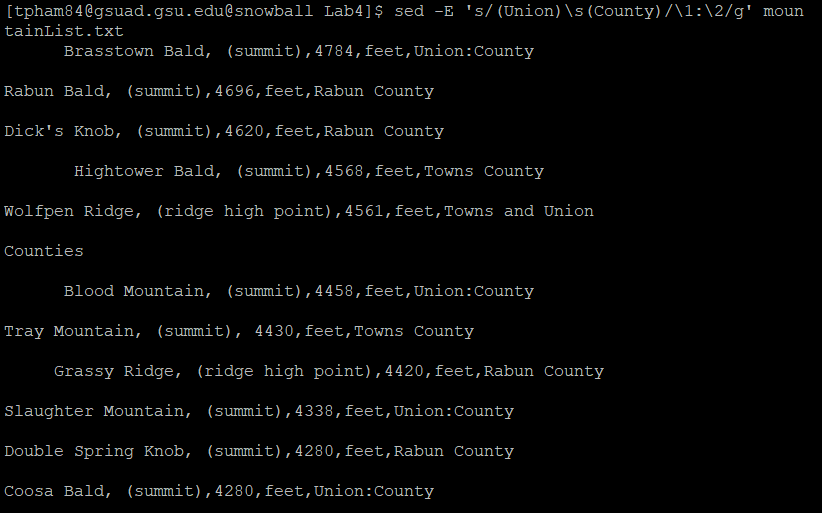 [tpham84@gsuad.gsu.edu@snowball Lab4]$ sed -E 's/(Union)\s(County)/\1:\2/g' moun
tainList.txt
      Brasstown Bald, (summit),4784,feet,Union:County
Rabun Bald, (summit),4696,feet,Rabun County
Dick's Knob, (summit),4620,feet,Rabun County
       Hightower Bald, (summit),4568,feet,Towns County
Wolfpen Ridge, (ridge high point),4561,feet,Towns and Union
Counties
      Blood Mountain, (summit),4458,feet,Union:County
Tray Mountain, (summit), 4430,feet,Towns County
     Grassy Ridge, (ridge high point),4420,feet,Rabun County
Slaughter Mountain, (summit),4338,feet,Union:County
Double Spring Knob, (summit),4280,feet,Rabun County
Coosa Bald, (summit),4280,feet,Union:County